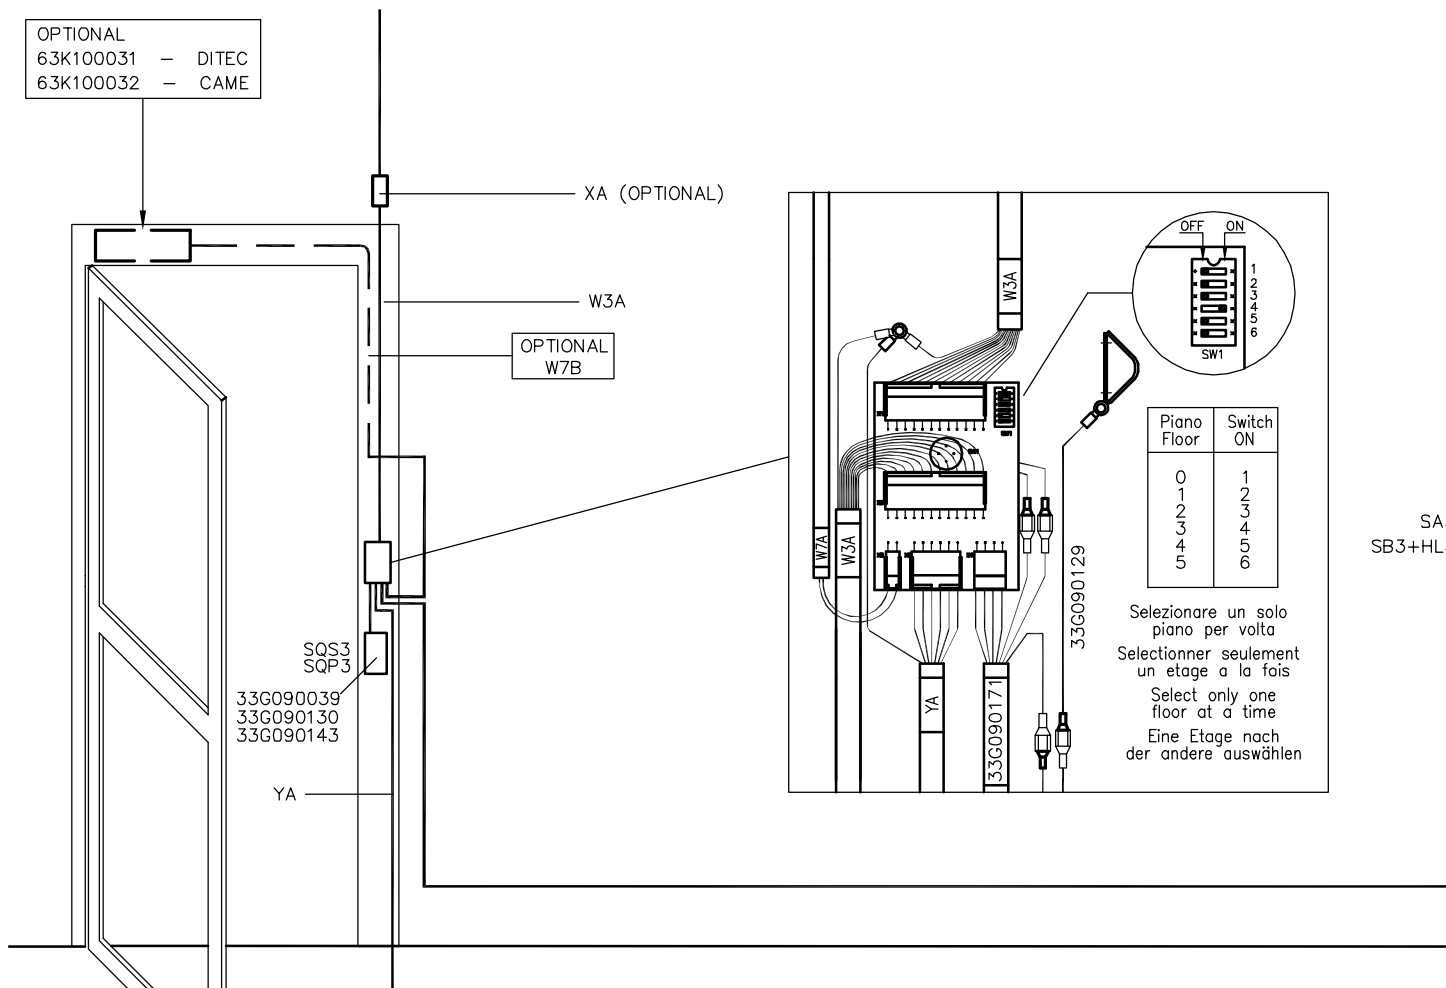 OPTIONAL
63K100031 – DITEC
63K100032 – CAME
XA (OPTIONAL)
W3A
OPTIONAL
W7B
SQS3
SQP3
33G090039
33G090130
33G090143
YA
W3A
OFF ON
1
2
3
4
5
6
SW1
SW1
W7A
W3A
YA
33G090171
33G090129
Piano Switch
Floor ON
0 1
1 2
2 3
3 4
4 5
5 6
Selezionare un solo
piano per volta
Selectionner seulement
un etage a la fois
Select only one
floor at a time
Eine Etage nach
der andere auswählen